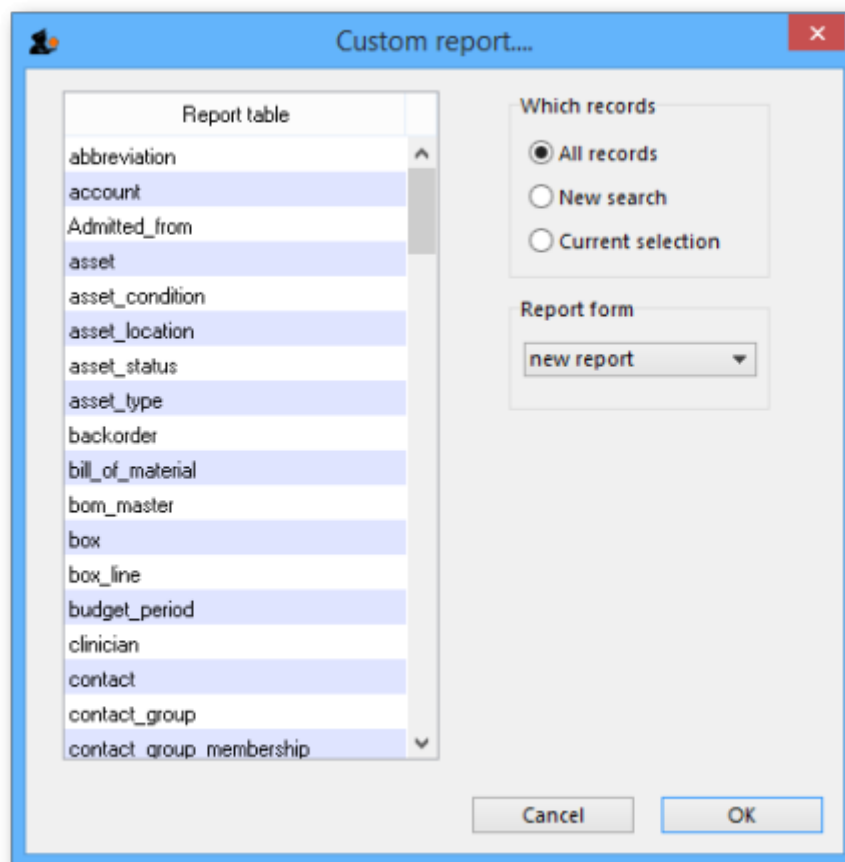 Custom report....
Report table
abbreviation
account
Admitted_from
asset
asset_condition
asset_location
asset_status
asset_type
backorder
bill_of_material
bom_master
box
box_line
budget_period
clinician
contact
contact_group
contact_group_membership
Which records
All records
New search
Current selection
Report form
new report
Cancel
OK